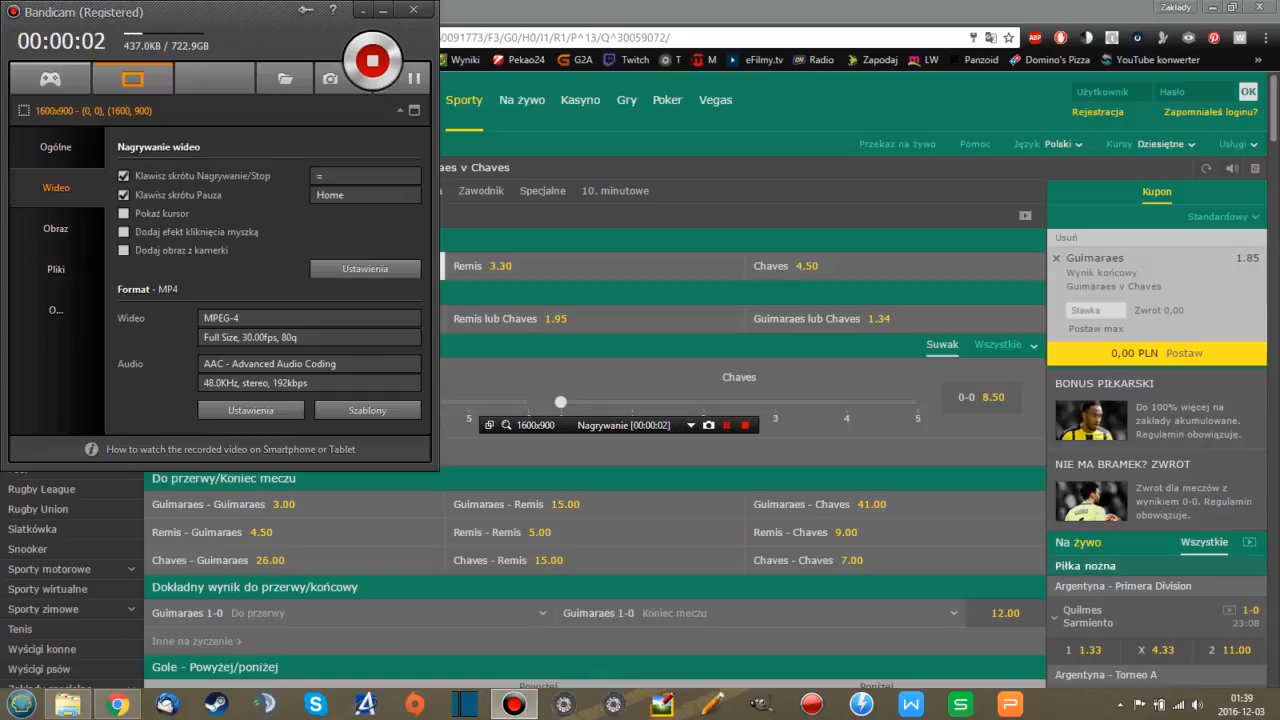 Bandicam (Registered)
?
Zakłady
00:00:02
437.0KB / 722.9GB
0091773/F3/G0/H0/I1/R1/P^13/Q^30059072/
Wyniki
Pekao24
G2A
Twitch
T
M
eFilmy.tv
Radio
Zapodaj
LW
Panzoid
Domino's Pizza
YouTube konwerter
»
Sporty
Na żywo
Kasyno
Gry
Poker
Vegas
Użytkownik
Hasło
OK
Rejestracja
Zapomniałeś loginu?
Przekaz na żywo
Pomoc
Język Polski
Kursy Dziesiętne
Usługi
1600x900 - (0, 0), (1600, 900)
Ogólne
Wideo
Obraz
Pliki
O...
Nagrywanie wideo
Klawisz skrótu Nagrywanie/Stop
=
Klawisz skrótu Pauza
Home
Pokaż kursor
Dodaj efekt kliknięcia myszką
Dodaj obraz z kamerki
Ustawienia
Format - MP4
Wideo
MPEG-4
Full Size, 30.00fps, 80q
Audio
AAC - Advanced Audio Coding
48.0KHz, stereo, 192kbps
Ustawienia
Szablony
How to watch the recorded video on Smartphone or Tablet
aes v Chaves
a
Zawodnik
Specjalne
10. minutowe
Remis 3.30
Chaves 4.50
Remis lub Chaves 1.95
Guimaraes lub Chaves 1.34
Suwak
Wszystkie
Chaves
5
3
4
5
0-0 8.50
1600x900
Nagrywanie [00:00:02]
Kupon
Standardowy
Usuń
Guimaraes
1.85
Wynik końcowy
Guimaraes v Chaves
Stawka
Zwrot 0,00
Postaw max
0,00 PLN Postaw
BONUS PIŁKARSKI
Do 100% więcej na
zakłady akumulowane.
Regulamin obowiązuje.
NIE MA BRAMEK? ZWROT
Zwrot dla meczów z
wynikiem 0-0. Regulamin
obowiązuje.
Na żywo
Wszystkie
Piłka nożna
Argentyna - Primera Division
Quilmes
1-0
Sarmiento
23:08
1 1.33
X 4.33
2 11.00
Argentyna - Torneo A
Rugby League
Rugby Union
Siatkówka
Snooker
Sporty motorowe
Sporty wirtualne
Sporty zimowe
Tenis
Wyścigi konne
Wyścigi psów
Do przerwy/Koniec meczu
Guimaraes - Guimaraes 3.00
Guimaraes - Remis 15.00
Guimaraes - Chaves 41.00
Remis - Guimaraes 4.50
Remis - Remis 5.00
Remis - Chaves 9.00
Chaves - Guimaraes 26.00
Chaves - Remis 15.00
Chaves - Chaves 7.00
Dokładny wynik do przerwy/końcowy
Guimaraes 1-0 Do przerwy
Guimaraes 1-0 Koniec meczu
12.00
Inne na życzenie >
Gole - Powyżej/poniżej
01:39
2016-12-03